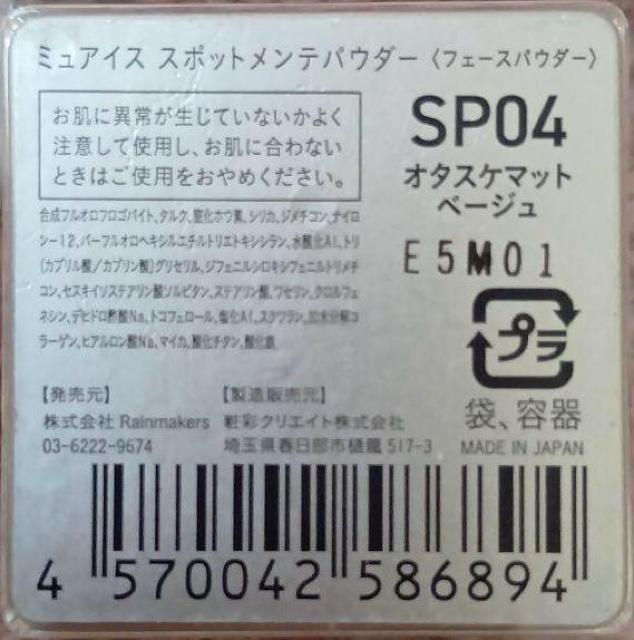 ミュアイス スポットメンテパウダー〈フェースパウダー〉
お肌に異常が生じていないかよく
注意して使用し、お肌に合わない
ときはご使用をおやめください。
SP04
オタスケマット
ベージュ
E5M01
合成フルオロフロゴパイト、タルク、窒化ホウ素、シリカ、ジメチコン、ナイロ
ン-12、パーフルオロヘキシルエチルトリエトキシシラン、水酸化Al、トリ
(カプリル酸/カプリン酸)グリセリル、ジフェニルシロキシフェニルトリメチ
コン、セスキイソステアリン酸ソルビタン、ステアリン酸、ワセリン、クロルフェ
ネシン、デヒドロ酢酸Na、トコフェロール、塩化Al、スクワラン、加水分解コ
ラーゲン、ヒアルロン酸Na、マイカ、酸化チタン、酸化鉄
プラ
袋、容器
MADE IN JAPAN
【発売元】
株式会社 Rainmakers
03-6222-9674
【製造販売元】
粧彩クリエイト株式会社
埼玉県春日部市樋籠 517-3
4 570042 586894